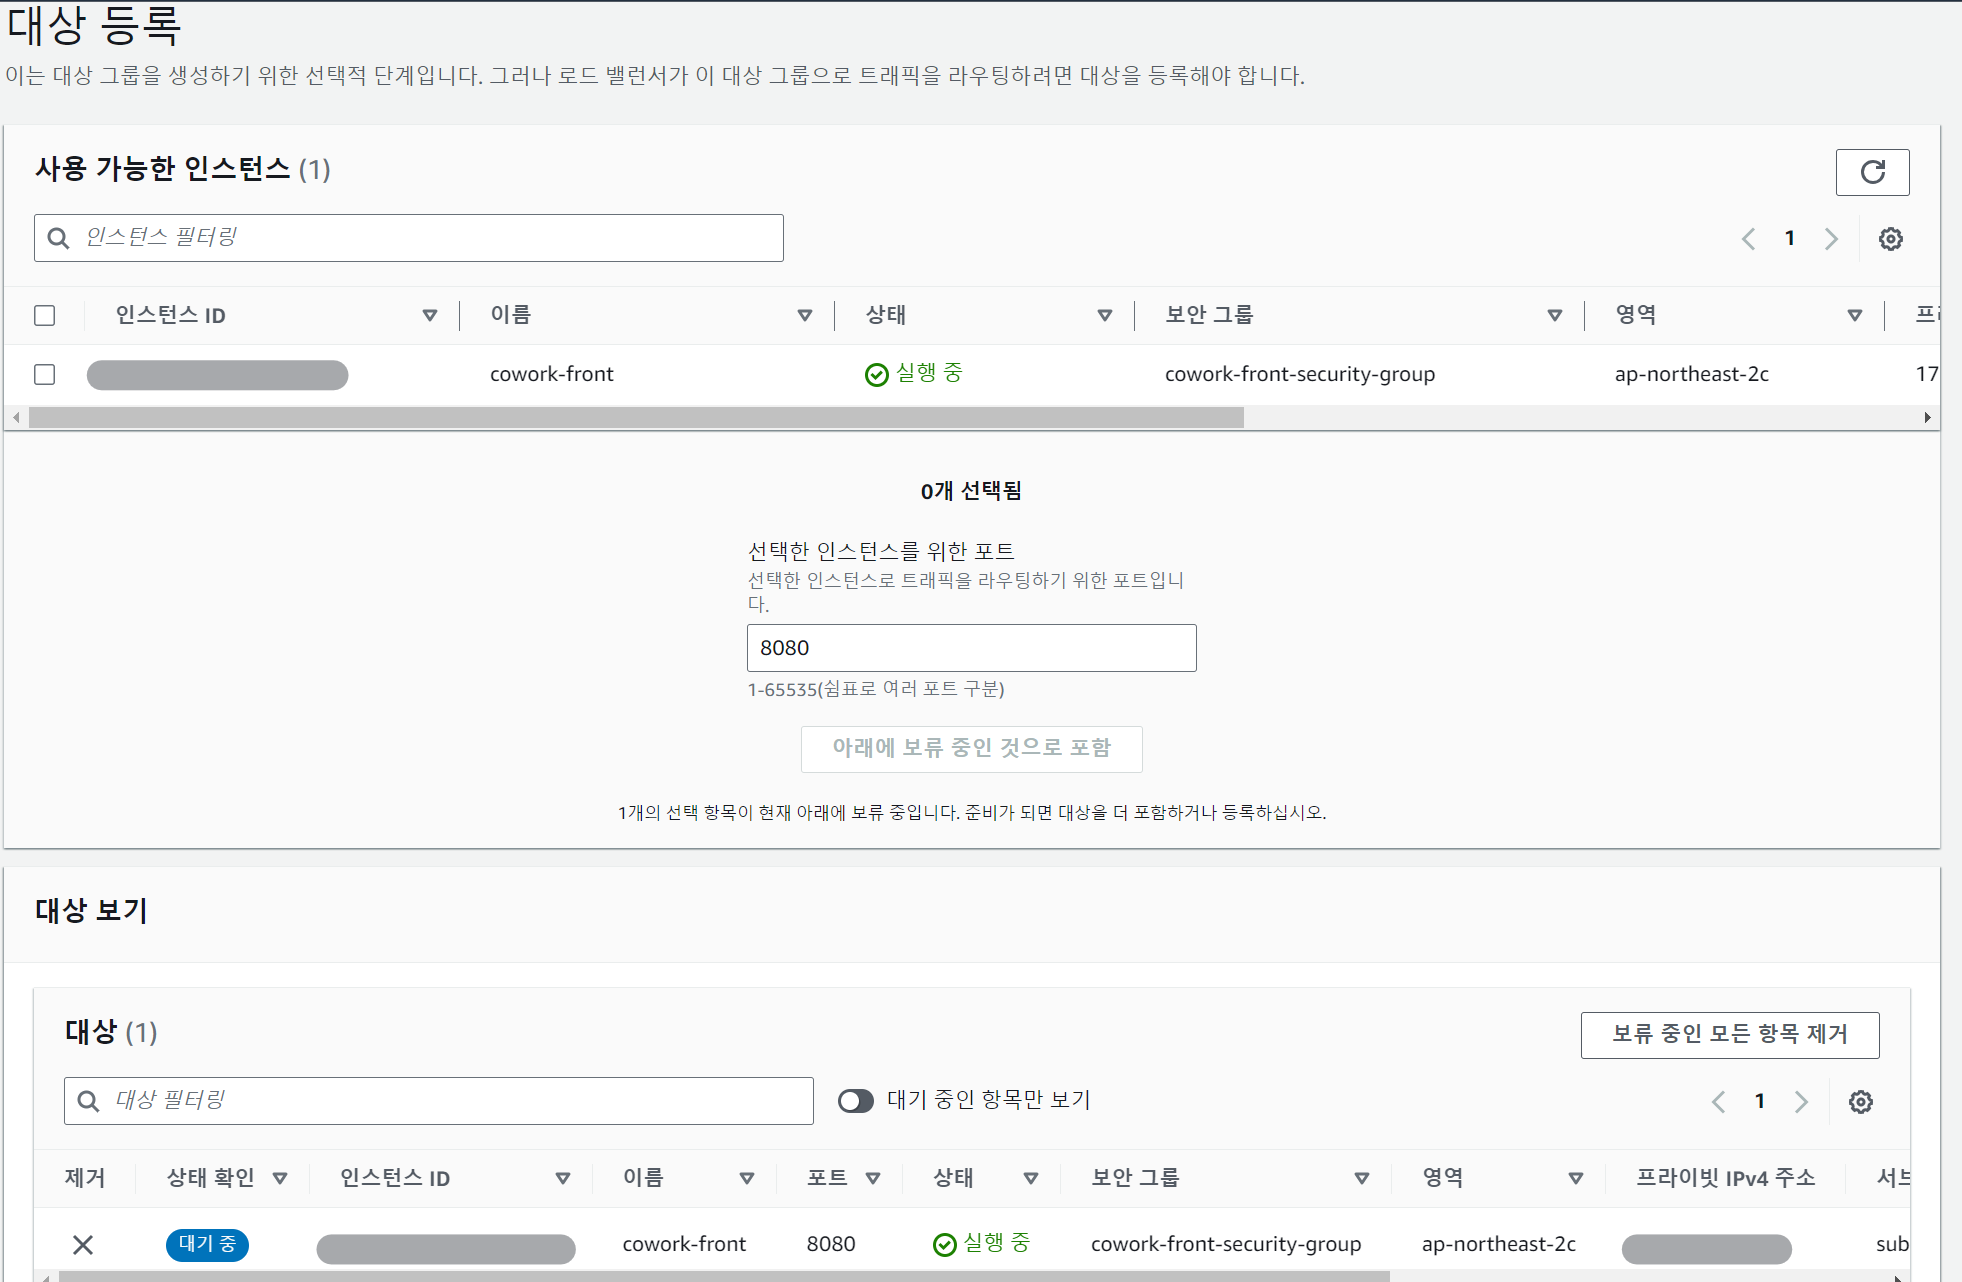 대상 등록
이는 대상 그룹을 생성하기 위한 선택적 단계입니다. 그러나 로드 밸런서가 이 대상 그룹으로 트래픽을 라우팅하려면 대상을 등록해야 합니다.
사용 가능한 인스턴스 (1)
인스턴스 필터링
1
인스턴스 ID 이름 상태 보안 그룹 영역
cowork-front 실행 중 cowork-front-security-group ap-northeast-2c 17
0개 선택됨
선택한 인스턴스를 위한 포트
선택한 인스턴스로 트래픽을 라우팅하기 위한 포트입니
다.
8080
1-65535(쉼표로 여러 포트 구분)
아래에 보류 중인 것으로 포함
1개의 선택 항목이 현재 아래에 보류 중입니다. 준비가 되면 대상을 더 포함하거나 등록하십시오.
대상 보기
대상 (1)
보류 중인 모든 항목 제거
대상 필터링
대기 중인 항목만 보기
1
제거 상태 확인 인스턴스 ID 이름 포트 상태 보안 그룹 영역 프라이빗 IPv4 주소 서브
대기 중 cowork-front 8080 실행 중 cowork-front-security-group ap-northeast-2c sub